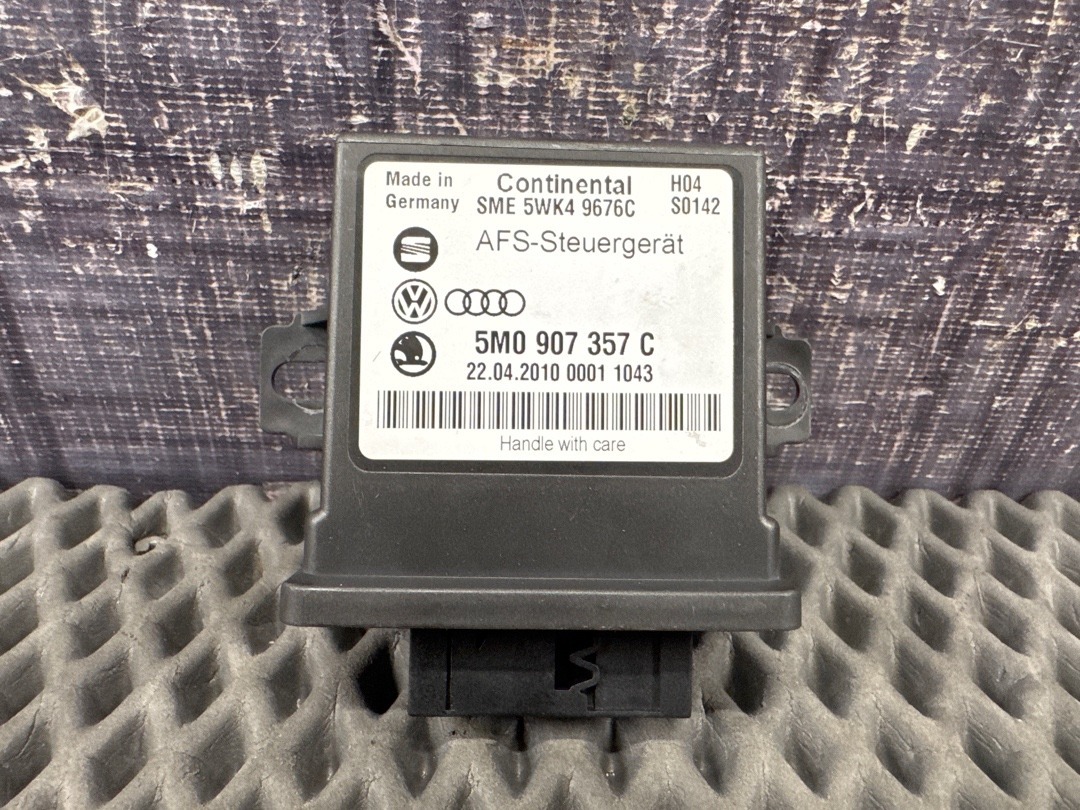 Made in Continental H04
Germany SME 5WK4 9676C S0142
AFS-Steuergerät
5M0 907 357 C
22.04.2010 0001 1043
Handle with care